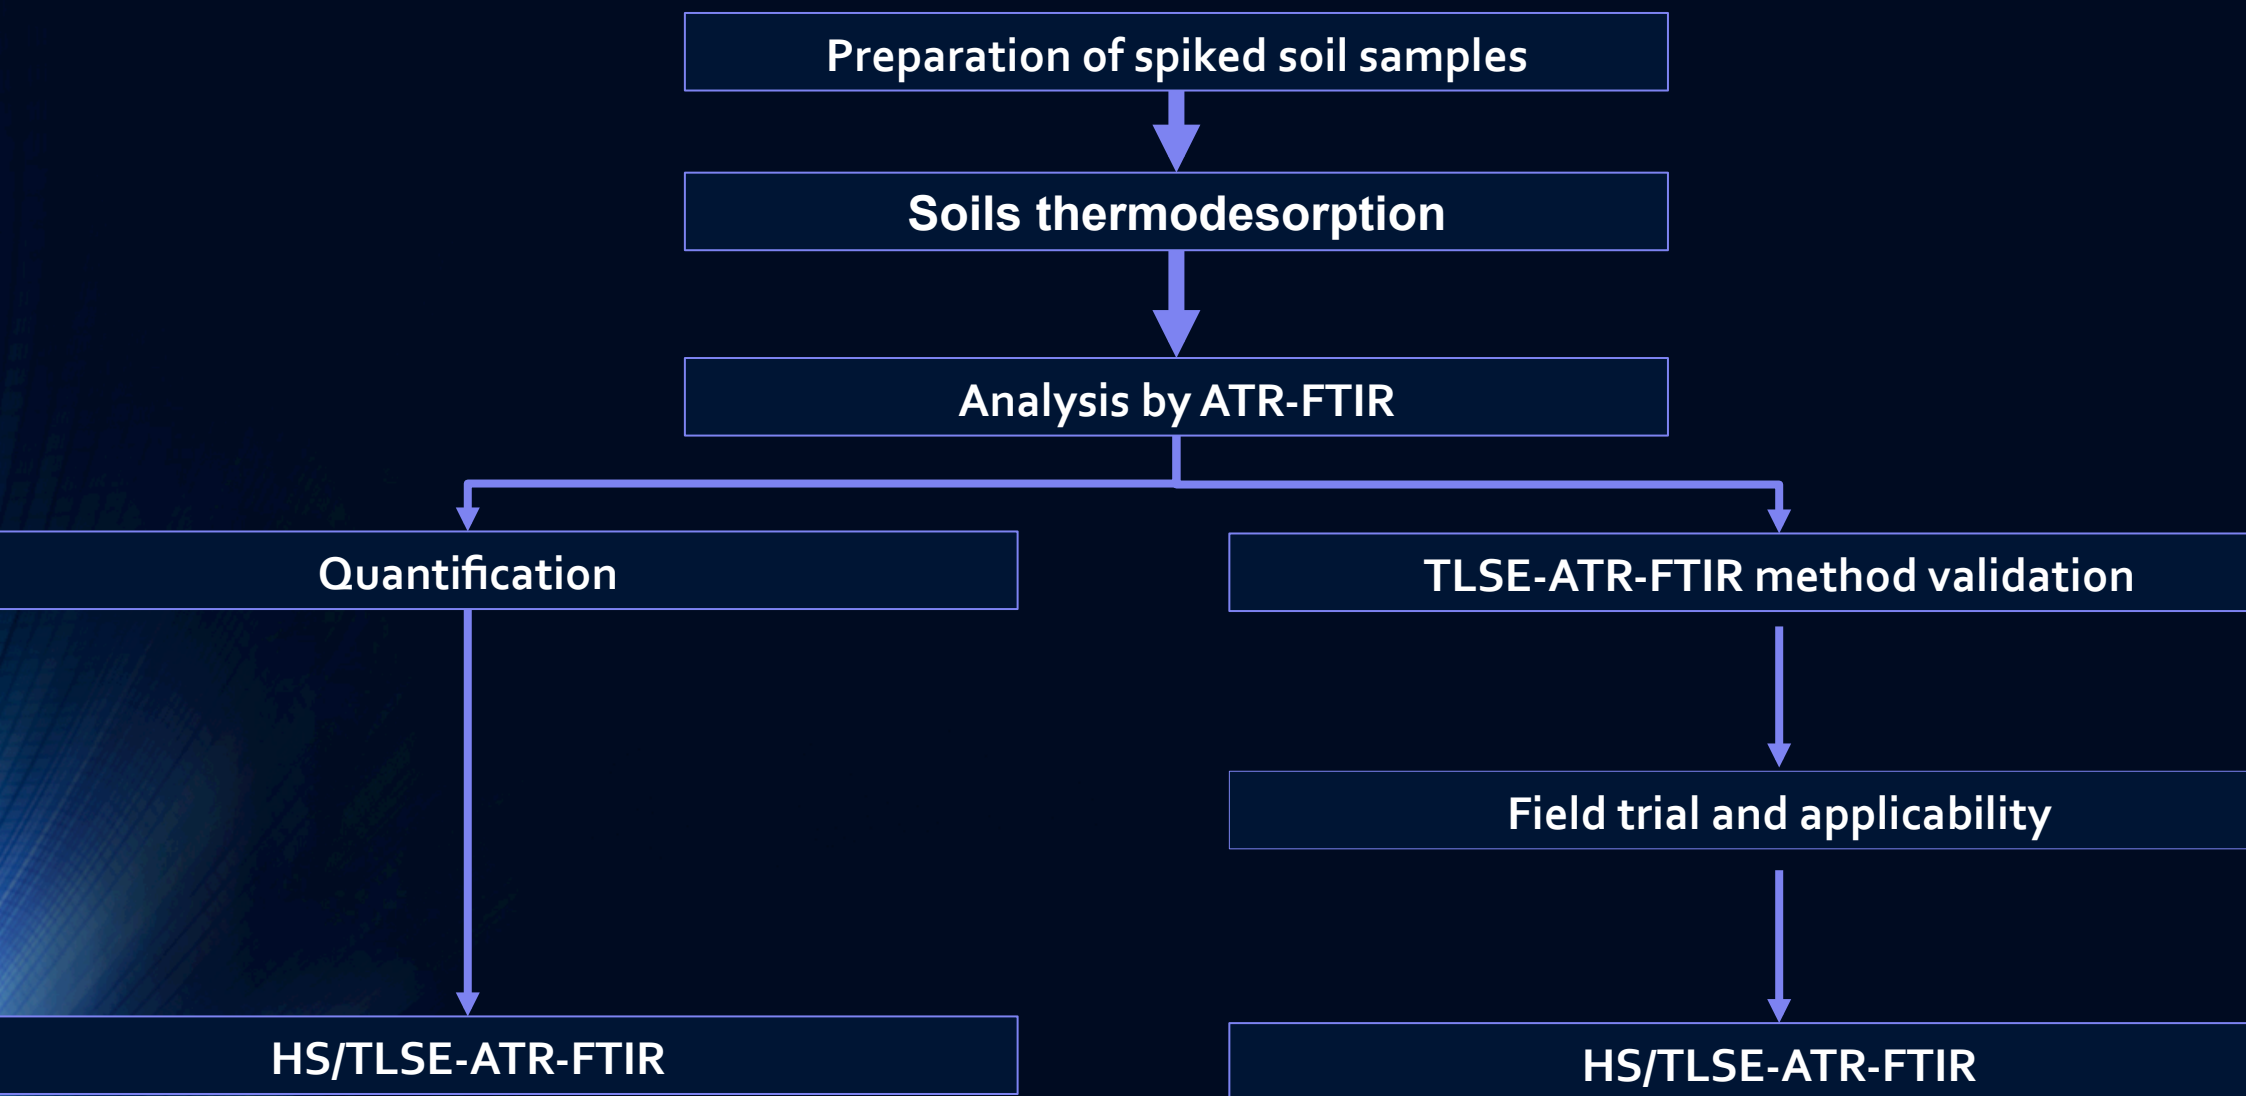 Preparation of spiked soil samples
Soils thermodesorption
Analysis by ATR-FTIR
Quantification
TLSE-ATR-FTIR method validation
Field trial and applicability
HS/TLSE-ATR-FTIR
HS/TLSE-ATR-FTIR